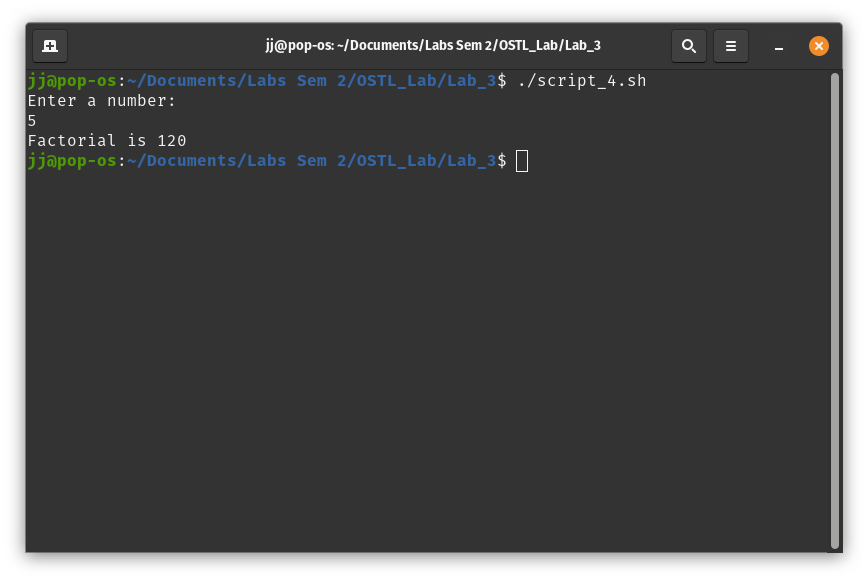 jj@pop-os: ~/Documents/Labs Sem 2/OSTL_Lab/Lab_3
jj@pop-os:~/Documents/Labs Sem 2/OSTL_Lab/Lab_3$ ./script_4.sh
Enter a number:
5
Factorial is 120
jj@pop-os:~/Documents/Labs Sem 2/OSTL_Lab/Lab_3$